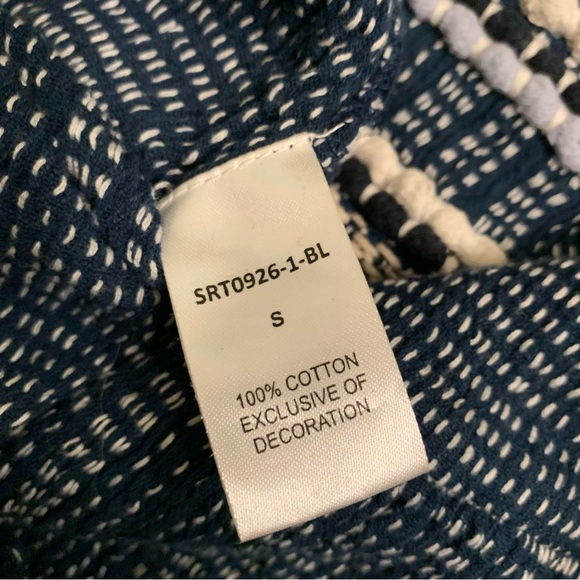 SRT0926-1-BL
S
100% COTTON
EXCLUSIVE OF
DECORATION